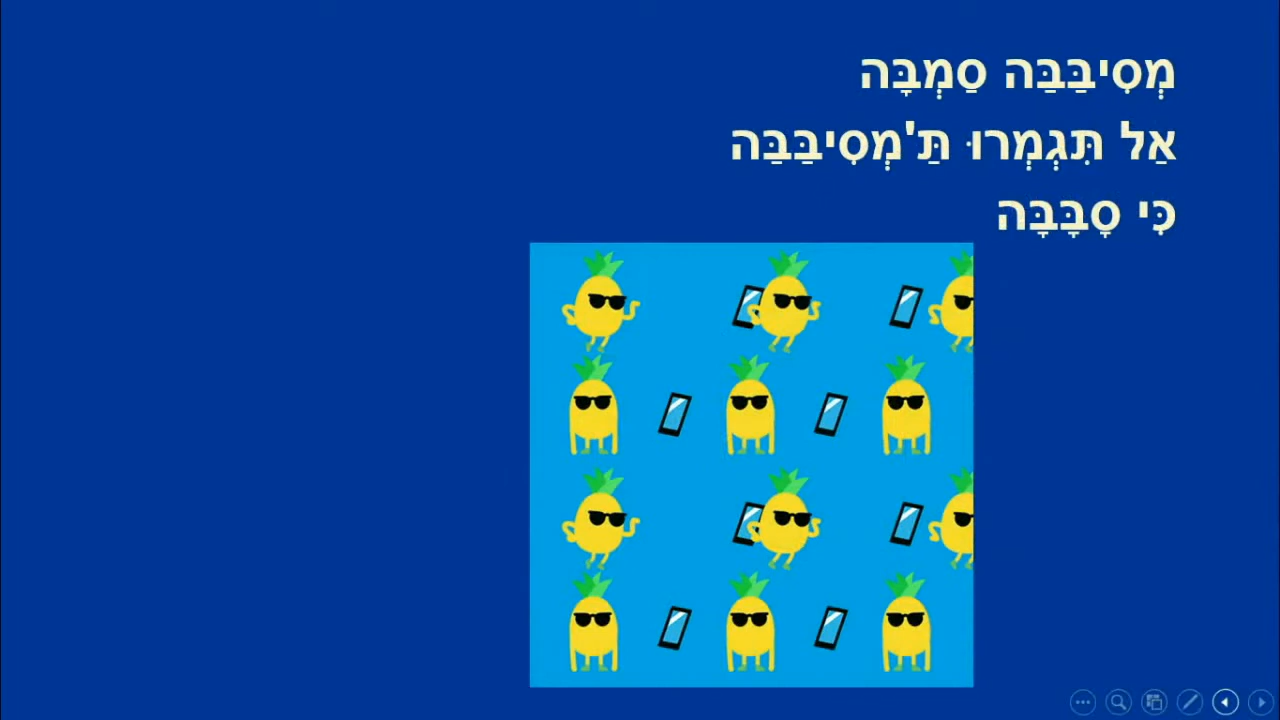 מְסִיבַּבַּה סַמְבָּה
אַל תִּגְמְרוּ תַּ'מְסִיבַּבַּה
כִּי סָבָּבָּה